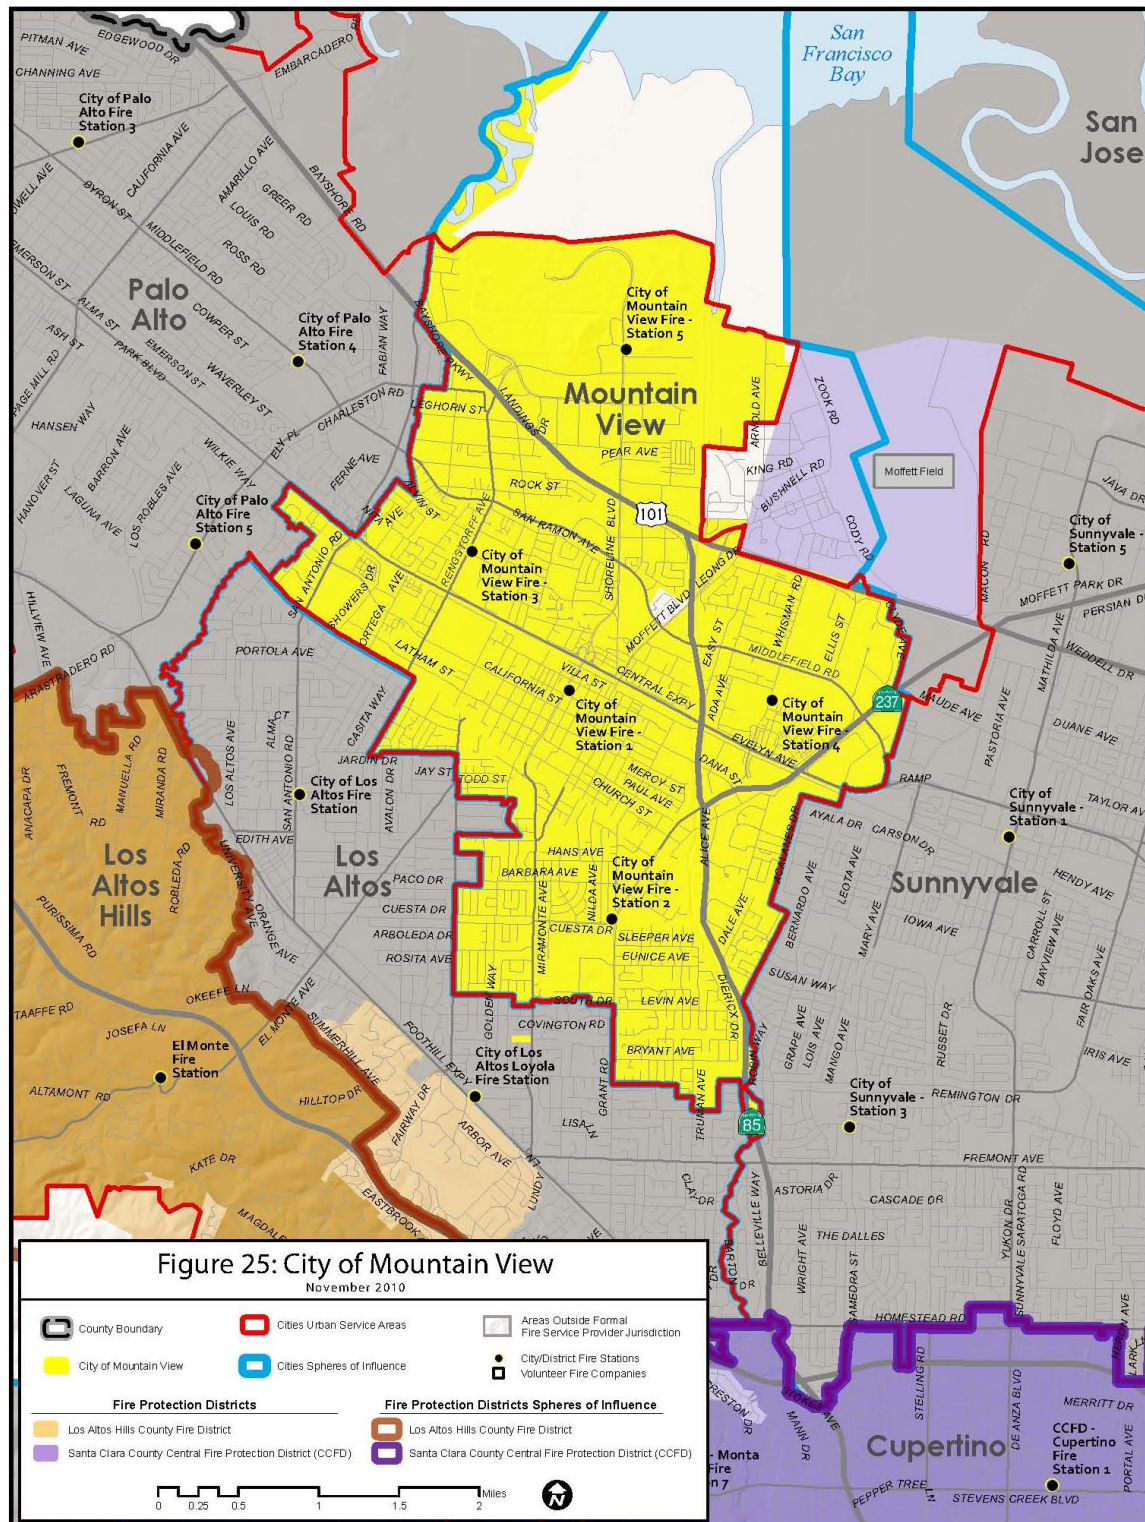 PITMAN AVE
EDGEWOOD DR
CHANNING AVE
EMBARCADERO RD
City of Palo
Alto Fire
Station 3
CALIFORNIA AVE
AMARILLO AVE
GREER RD
LOUIS RD
ROSS RD
BAYSHORE RD
BYRON ST
MIDDLEFIELD RD
EMERSON ST
ALMA ST
COWPER ST
ASH ST
PARK BLVD
EMERSON ST
WAVERLEY ST
PAGE MILL RD
HANSEN WAY
HANOVER ST
BARRON AVE
LAGUNA AVE
LOS ROBLES AVE
WILKIE WAY
ELY PL
CHARLESTON RD
FERNE AVE
FABIAN WAY
Palo
Alto
City of Palo
Alto Fire
Station 4
City of Palo
Alto Fire
Station 5
San
Francisco
Bay
San
Jose
City of
Mountain
View Fire -
Station 5
Mountain
View
BAYSHORE PKWY
LEGHORN ST
LANDINGS DR
PEAR AVE
ARNOLD AVE
ZOOK RD
KING RD
BUSHNELL RD
CODY RD
Moffett Field
MACON RD
JAVA DR
City of
Sunnyvale -
Station 5
MOFFETT PARK DR
PERSIAN DR
WEDDELL DR
MATHILDA AVE
ROCK ST
ALVIN ST
NITA AVE
SAN RAMON AVE
RENGSTORFF AVE
SHORELINE BLVD
101
City of
Mountain
View Fire -
Station 3
SAN ANTONIO RD
SHOWERS DR
ORTEGA AVE
LATHAM ST
CALIFORNIA ST
VILLA ST
CENTRAL EXPY
MOFFETT BLVD
LEONG DR
EASY ST
ADA AVE
WHISMAN RD
ELLIS ST
MIDDLEFIELD RD
CLYDE AVE
237
MAUDE AVE
PASTORIA AVE
DUANE AVE
City of
Mountain
View Fire -
Station 1
City of
Mountain
View Fire -
Station 4
EVELYN AVE
DANA ST
MERCY ST
PAUL AVE
CHURCH ST
HILLVIEW AVE
ARASTRADERO RD
PORTOLA AVE
ALMA CT
CASITA WAY
LOS ALTOS AVE
SAN ANTONIO RD
JARDIN DR
JAY ST
TODD ST
AVALON DR
City of Los
Altos Fire
Station
EDITH AVE
ANACAPA DR
FREMONT
RD
MANUELLA RD
MIRANDA RD
ROBLEDA RD
Los
Altos
Hills
Los
Altos
PURISSIMA RD
UNIVERSITY AVE
ORANGE AVE
PACO DR
CUESTA DR
ARBOLEDA DR
ROSITA AVE
HANS AVE
BARBARA AVE
MIRAMONTE AVE
NILDA AVE
CUESTA DR
City of
Mountain
View Fire -
Station 2
SLEEPER AVE
EUNICE AVE
LEVIN AVE
ALICE AVE
DALE AVE
ACALANES DR
DIERICX DR
RAMP
AYALA DR
CARSON DR
BERNARDO AVE
LEOTA AVE
MARY AVE
Sunnyvale
City of
Sunnyvale -
Station 1
TAYLOR AVE
HENDY AVE
IOWA AVE
CARROLL ST
BAYVIEW AVE
FAIR OAKS AVE
SUSAN WAY
GRAPE AVE
LOIS AVE
MANGO AVE
RUSSET DR
IRIS AVE
REMINGTON DR
City of
Sunnyvale -
Station 3
TAAFFE RD
JOSEFA LN
OKEEFE LN
EL MONTE AVE
SUMMERHILL AVE
FOOTHILL EXPY
GOLDEN WAY
SOUTH DR
COVINGTON RD
BRYANT AVE
GRANT RD
TRUMAN AVE
ROBIN WAY
85
El Monte
Fire
Station
ALTAMONT RD
HILLTOP DR
FAIRWAY DR
ARBOR AVE
City of Los
Altos Loyola
Fire Station
LISA LN
LUNDY LN
KATE DR
EASTBROOK
MAGDALE
CLAY DR
BELLEVILLE WAY
BARTON DR
ASTORIA DR
CASCADE DR
FREMONT AVE
THE DALLES
WRIGHT AVE
SAMEDRA ST
YUKON DR
SUNNYVALE SARATOGA RD
FLOYD AVE
HOMESTEAD RD
HERON AVE
LARK
STOKES AVE
STELLING RD
DE ANZA BLVD
MERRITT DR
PORTAL AVE
MANN DR
Cupertino
CCFD -
Cupertino
Fire
Station 1
- Monta
Fire
n 7
PEPPER TREE LN
STEVENS CREEK BLVD
Figure 25: City of Mountain View
November 2010
County Boundary
Cities Urban Service Areas
Areas Outside Formal
Fire Service Provider Jurisdiction
City of Mountain View
Cities Spheres of Influence
City/District Fire Stations
Volunteer Fire Companies
Fire Protection Districts
Fire Protection Districts Spheres of Influence
Los Altos Hills County Fire District
Los Altos Hills County Fire District
Santa Clara County Central Fire Protection District (CCFD)
Santa Clara County Central Fire Protection District (CCFD)
0 0.25 0.5 1 1.5 2 Miles
N